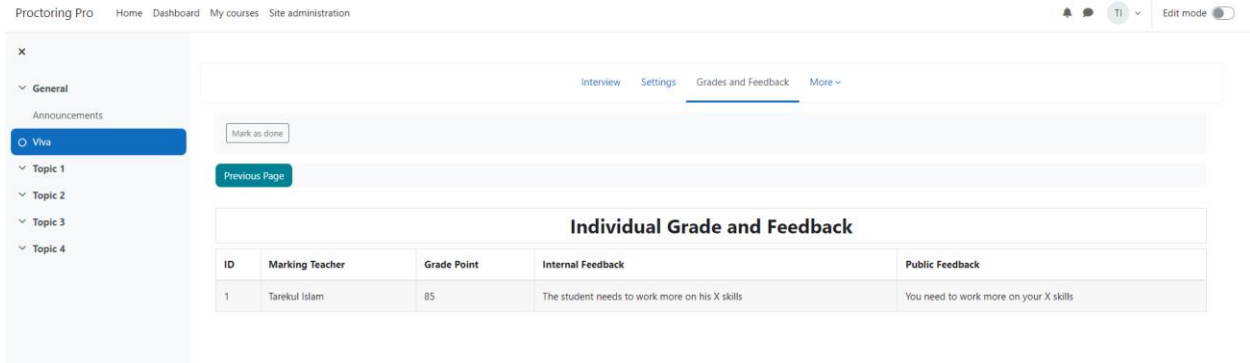 Proctoring Pro Home Dashboard My courses Site administration TI Edit mode
General
Announcements
VIva
Topic 1
Topic 2
Topic 3
Topic 4
Interview Settings Grades and Feedback More
Mark as done
Previous Page
Individual Grade and Feedback
ID Marking Teacher Grade Point Internal Feedback Public Feedback
1 Tarekul Islam 85 The student needs to work more on his X skills You need to work more on your X skills